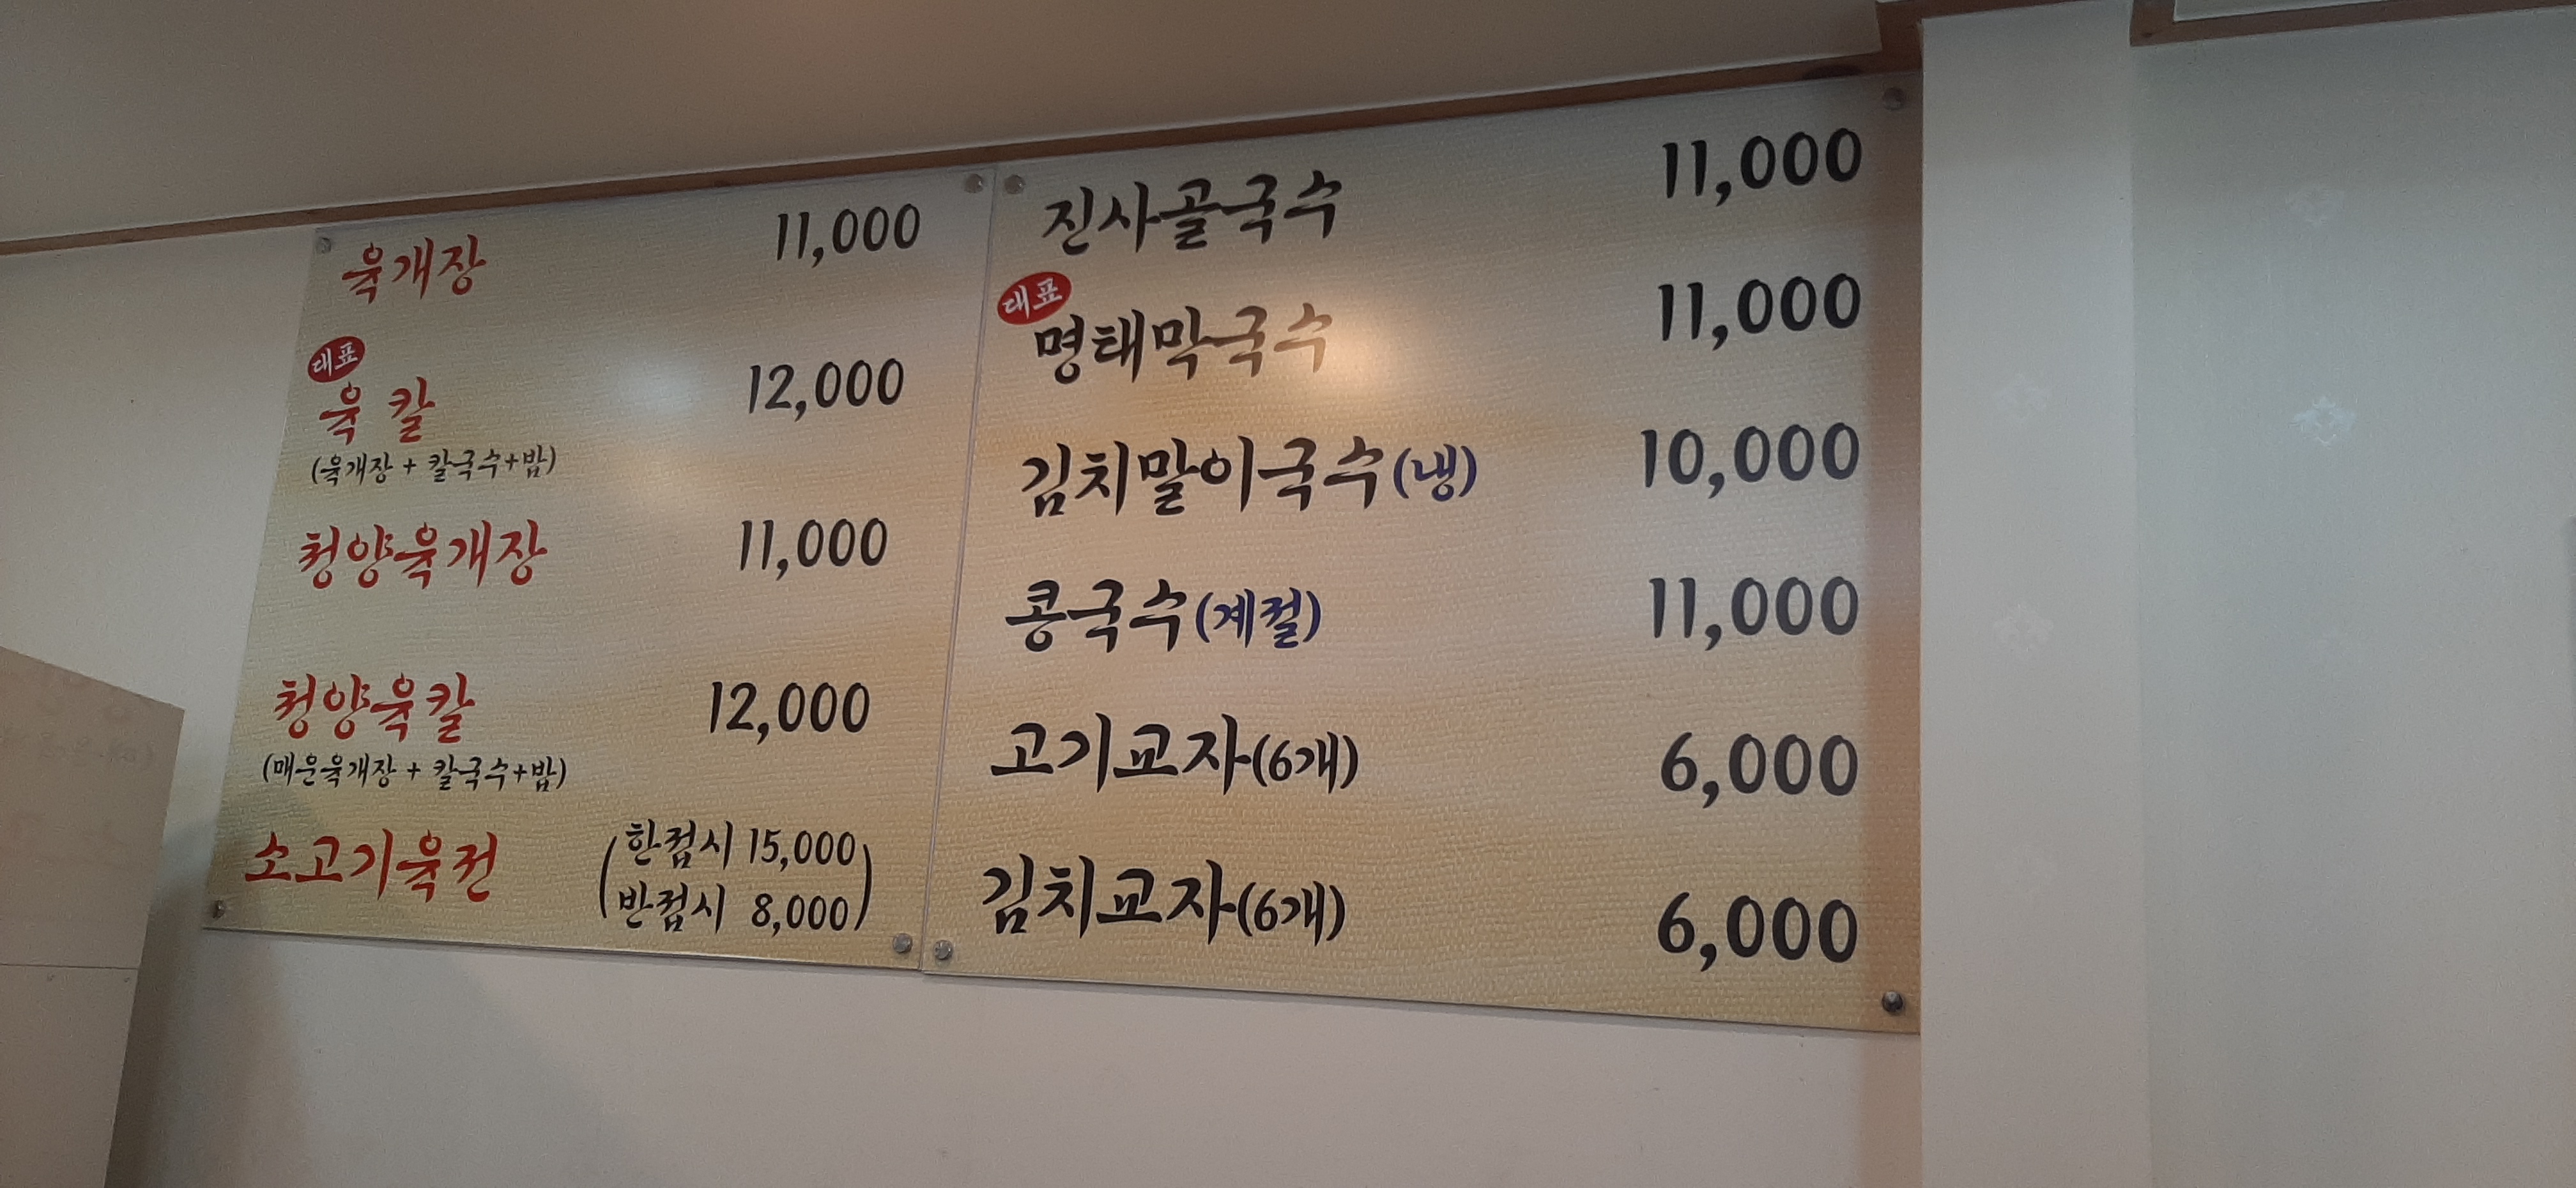 육개장 11,000
대표
육 칼 12,000
(육개장 + 칼국수+밥)
청양육개장 11,000
청양육칼 12,000
(매운육개장 + 칼국수+밥)
소고기육전 (한접시 15,000
반접시 8,000)
진사골국수 11,000
대표
명태막국수 11,000
김치말이국수(냉) 10,000
콩국수(계절) 11,000
고기교자(6개) 6,000
김치교자(6개) 6,000